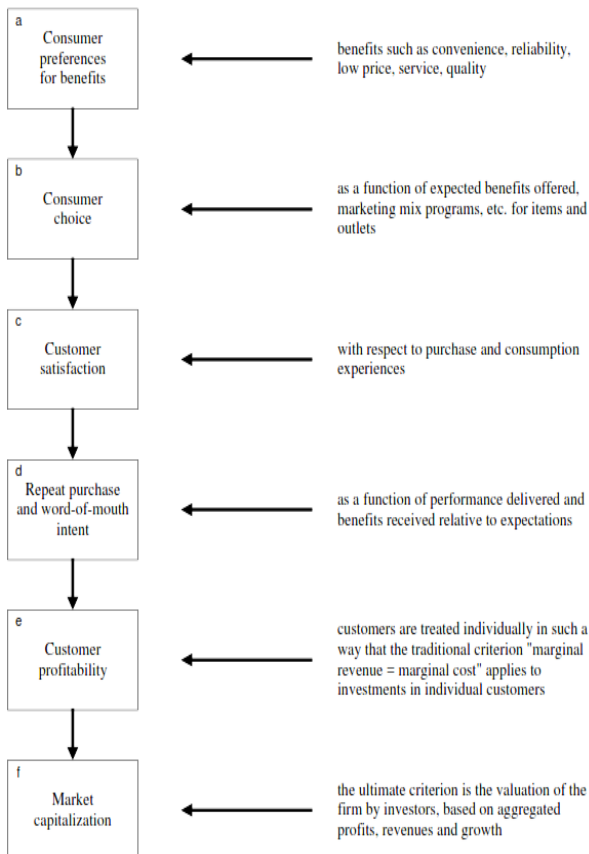 a
Consumer
preferences
for benefits
benefits such as convenience, reliability,
low price, service, quality
b
Consumer
choice
as a function of expected benefits offered,
marketing mix programs, etc. for items and
outlets
c
Customer
satisfaction
with respect to purchase and consumption
experiences
d
Repeat purchase
and word-of-mouth
intent
as a function of performance delivered and
benefits received relative to expectations
e
Customer
profitability
customers are treated individually in such a
way that the traditional criterion "marginal
revenue = marginal cost" applies to
investments in individual customers
f
Market
capitalization
the ultimate criterion is the valuation of the
firm by investors, based on aggregated
profits, revenues and growth